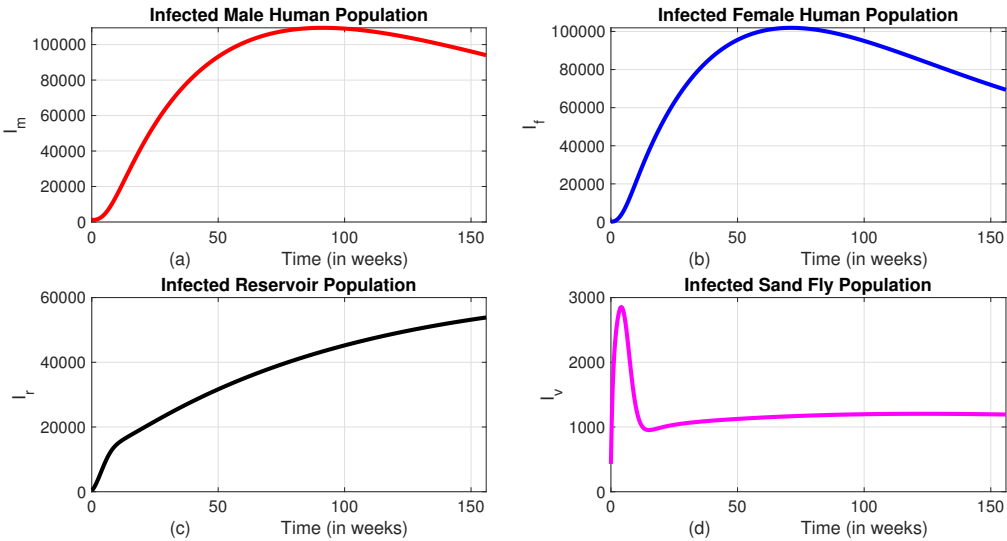 Infected Male Human Population
100000
80000
60000
40000
20000
0
I_m
0 50 100 150
(a) Time (in weeks)
Infected Female Human Population
100000
80000
60000
40000
20000
0
I_f
0 50 100 150
(b) Time (in weeks)
Infected Reservoir Population
60000
40000
20000
0
I_r
0 50 100 150
(c) Time (in weeks)
Infected Sand Fly Population
3000
2000
1000
0
I_v
0 50 100 150
(d) Time (in weeks)